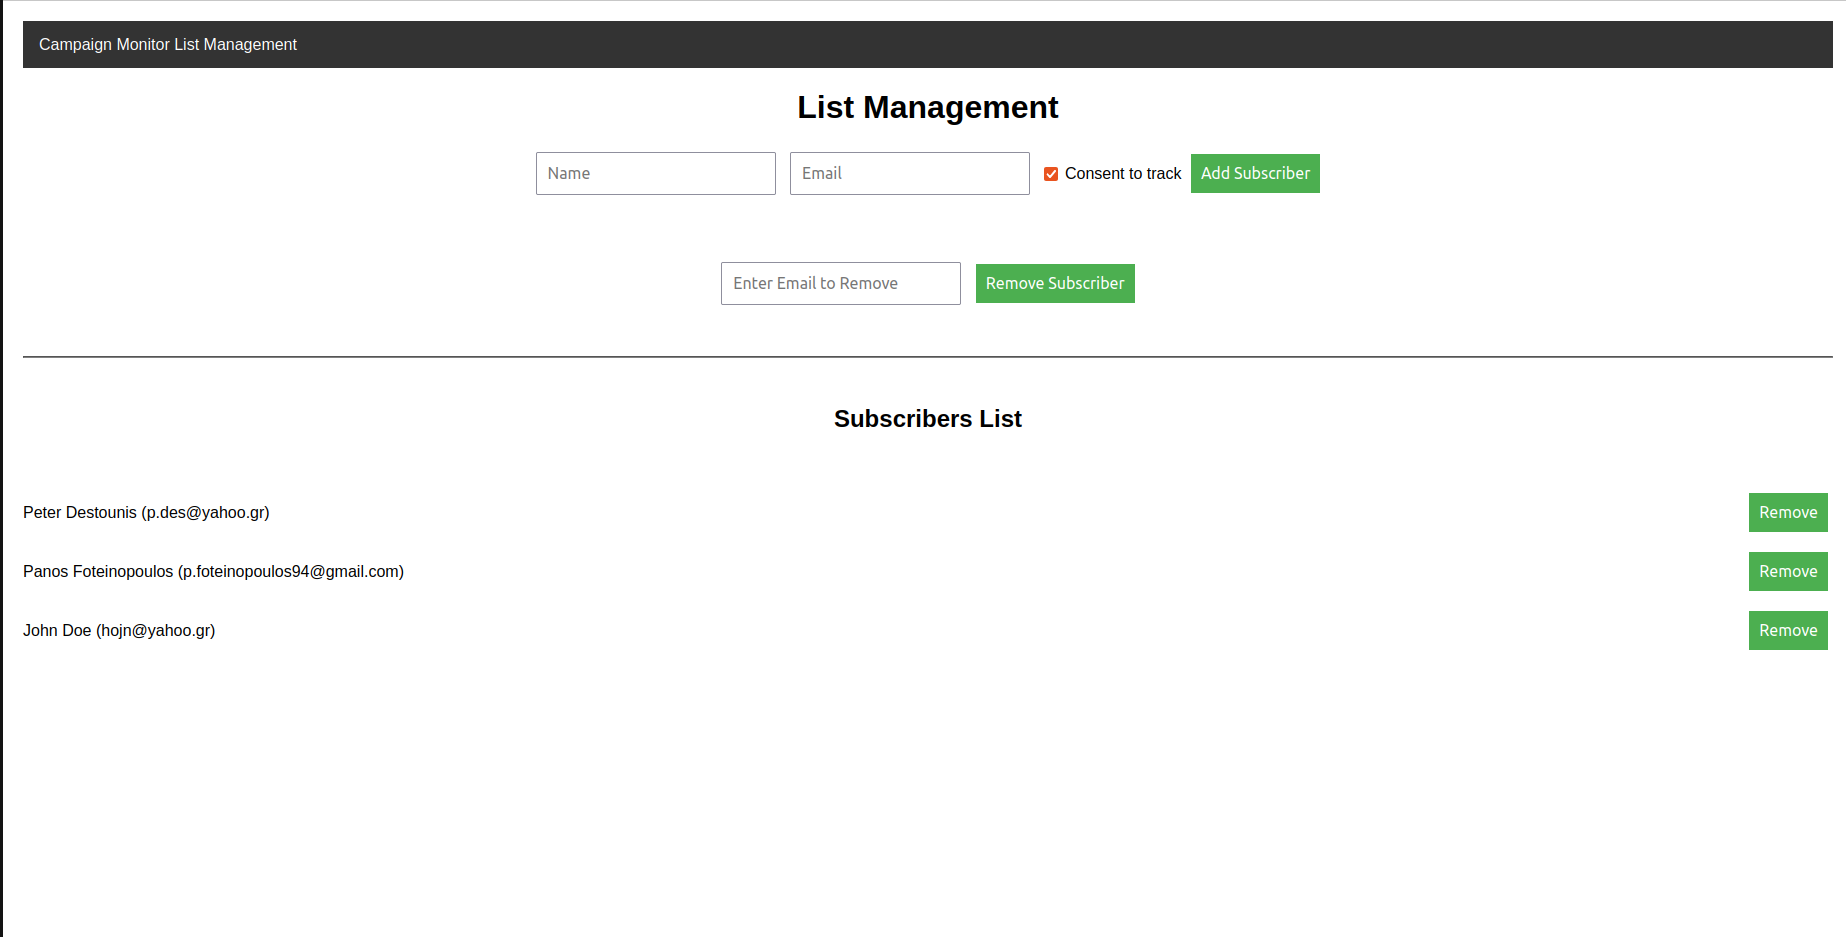 Campaign Monitor List Management
List Management
Name Email Consent to track Add Subscriber
Enter Email to Remove Remove Subscriber
Subscribers List
Peter Destounis (p.des@yahoo.gr) Remove
Panos Foteinopoulos (p.foteinopoulos94@gmail.com) Remove
John Doe (hojn@yahoo.gr) Remove